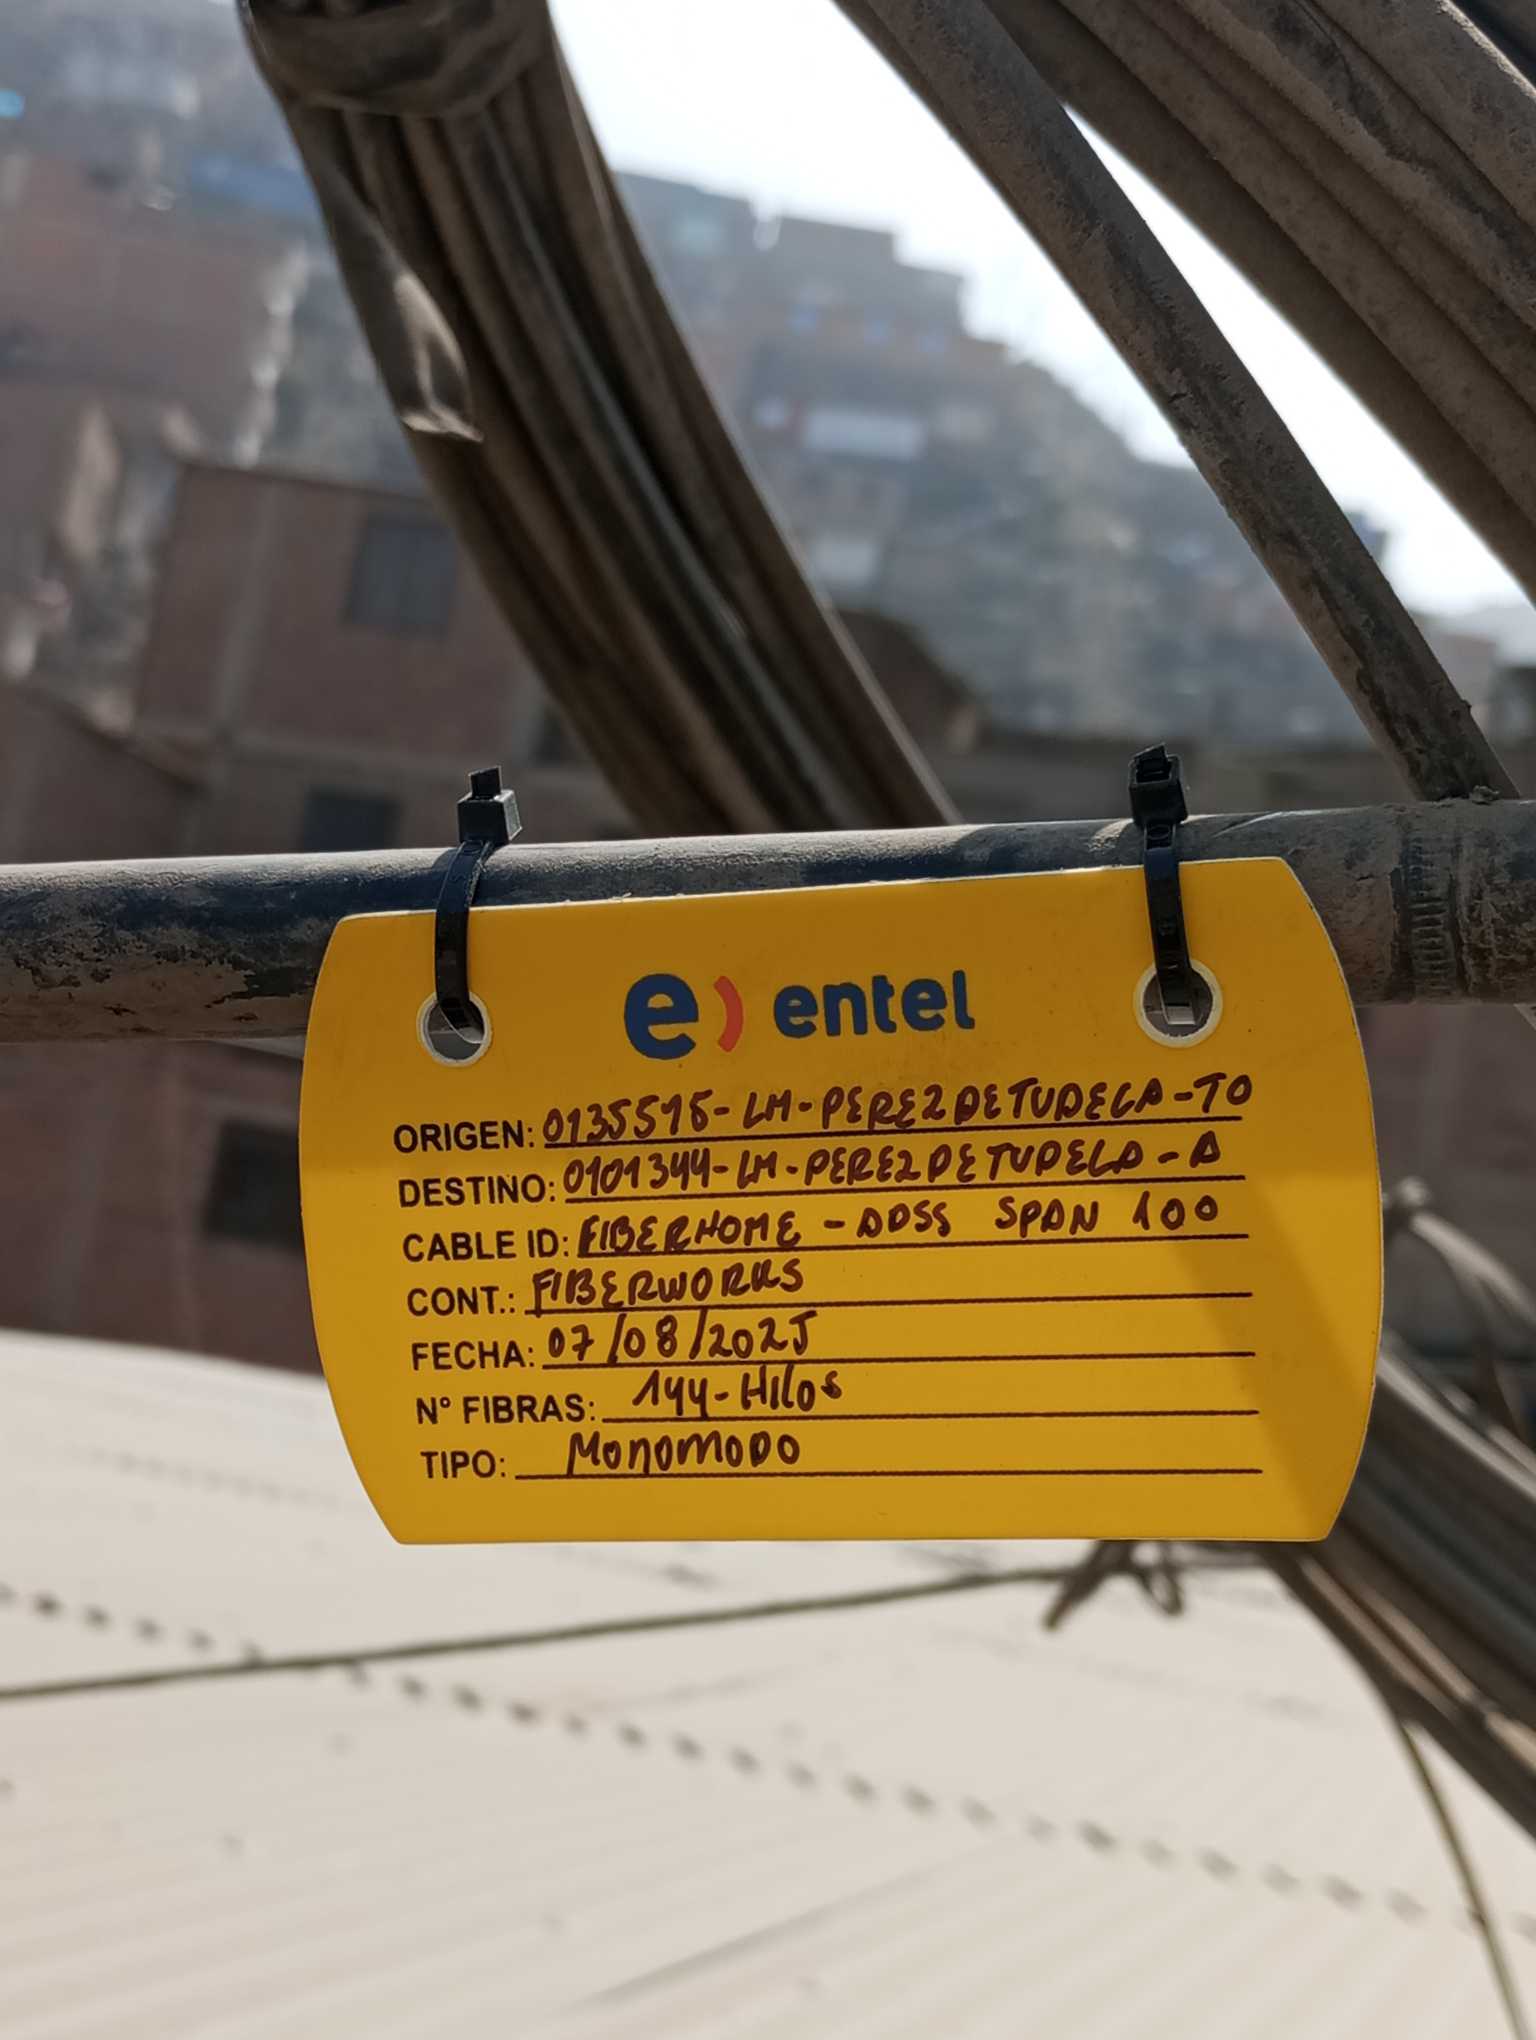 e) entel
ORIGEN: 0135515-LM-PEREZDETUDELA-TO
DESTINO: 0101344-LM-PEREZDETUDELA-A
CABLE ID: FIBERHOME - ADSS SPAN 100
CONT.: FIBERWORKS
FECHA: 07/08/2025
N° FIBRAS: 144-HILOS
TIPO: MONOMODO